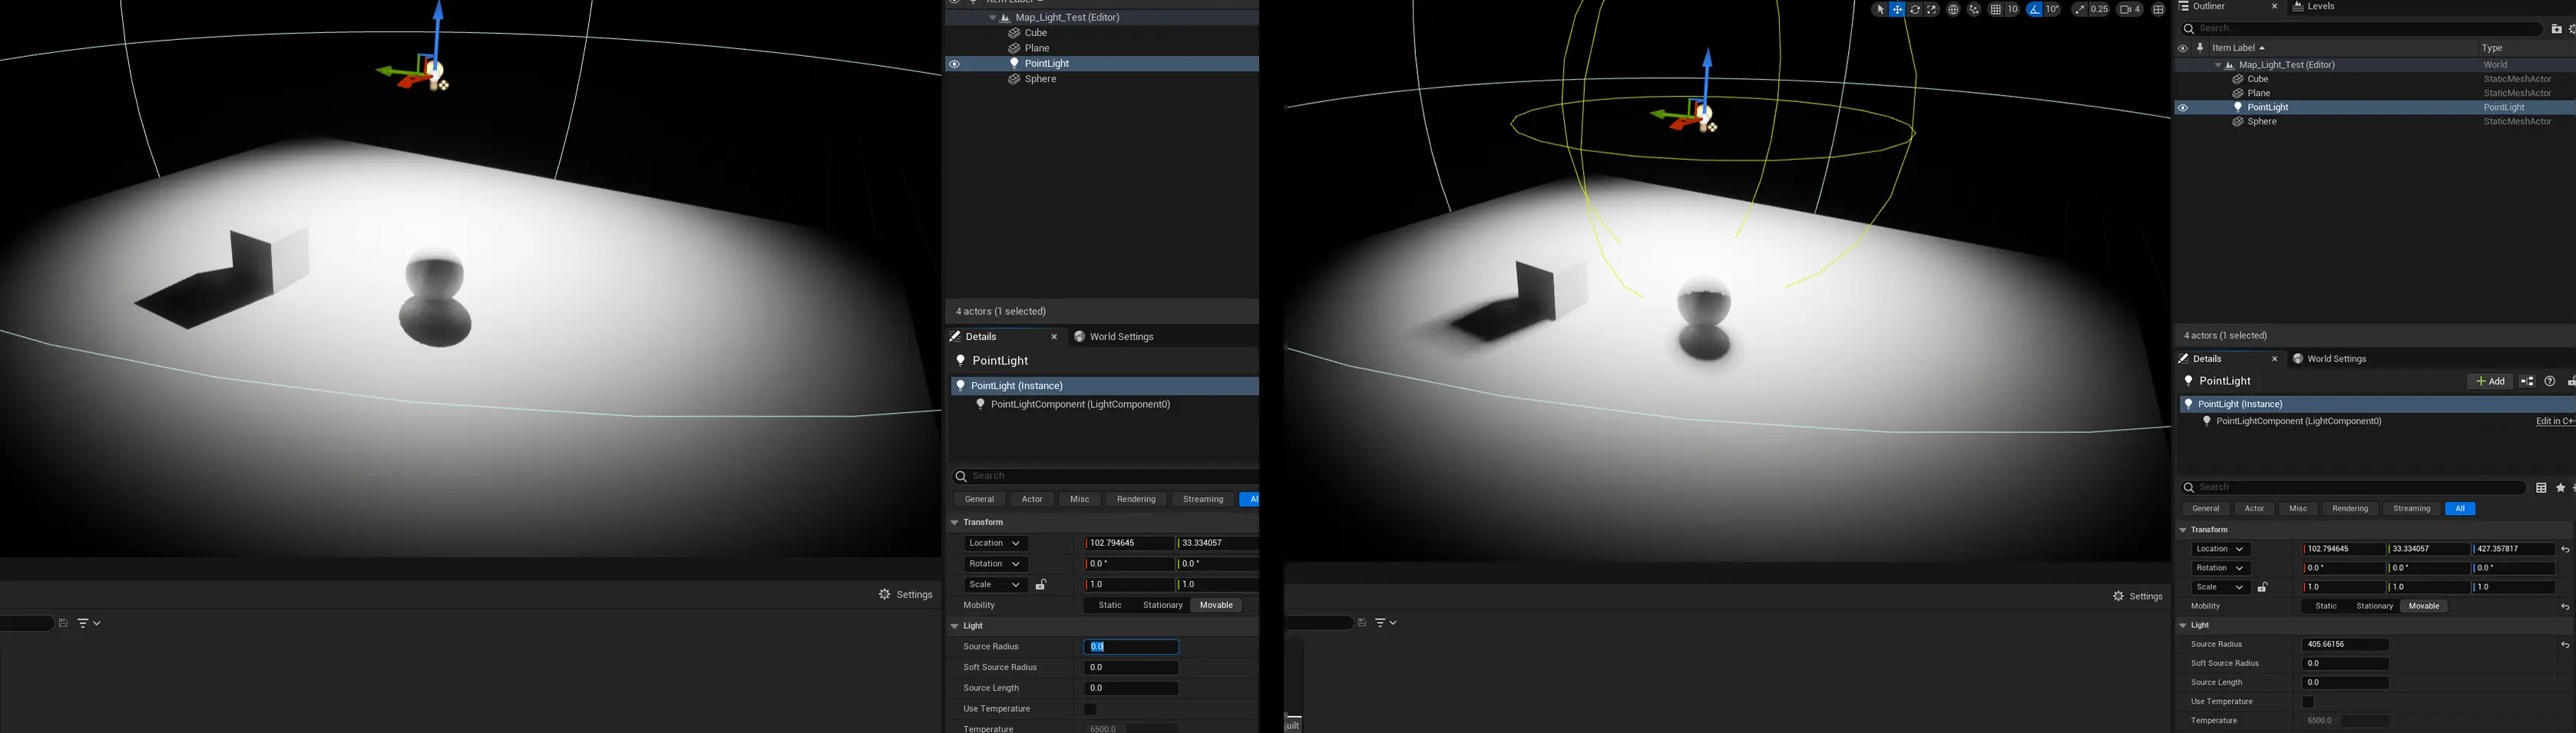 Map_Light_Test (Editor)
Cube
Plane
PointLight
Sphere
4 actors (1 selected)
Details
World Settings
PointLight
PointLight (Instance)
PointLightComponent (LightComponent0)
Search
General Actor Misc Rendering Streaming
Transform
Location 102.794645 33.334057
Rotation 0.0 ° 0.0 °
Scale 1.0 1.0
Mobility Static Stationary Movable
Light
Source Radius 0.0
Soft Source Radius 0.0
Source Length 0.0
Use Temperature
Temperature 6500.0
Settings
10 10° 0.25 4
Outliner Levels
Search...
Item Label Type
Map_Light_Test (Editor) World
Cube StaticMeshActor
Plane StaticMeshActor
PointLight PointLight
Sphere StaticMeshActor
4 actors (1 selected)
Details
World Settings
PointLight
Add
PointLight (Instance)
PointLightComponent (LightComponent0) Edit in C+
Search
General Actor Misc Rendering Streaming All
Transform
Location 102.794645 33.334057 427.357817
Rotation 0.0 ° 0.0 ° 0.0 °
Scale 1.0 1.0 1.0
Mobility Static Stationary Movable
Light
Source Radius 405.66156
Soft Source Radius 0.0
Source Length 0.0
Use Temperature
Temperature 6500.0
Settings
uilt